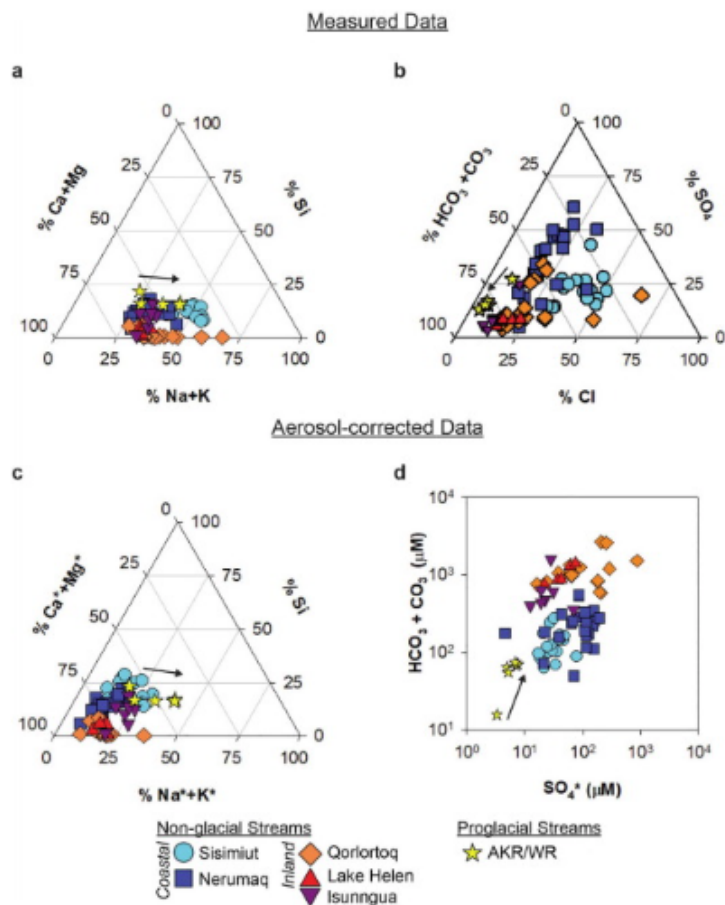 Measured Data
a
b
0
100
25
75
% Ca+Mg
% Si
50
50
75
25
100
0
0
25
50
75
100
% Na+K
0
100
25
75
% HCO3 +CO3
% SO4
50
50
75
25
100
0
0
25
50
75
100
% Cl
Aerosol-corrected Data
c
d
0
100
25
75
% Ca*+Mg*
% Si
50
50
75
25
100
0
0
25
50
75
100
% Na*+K*
10^4
10^3
10^2
10^1
HCO3 + CO3 (μM)
10^0
10^1
10^2
10^3
10^4
SO4* (μM)
Non-glacial Streams
Proglacial Streams
Coastal
Sisimiut
Nerumaq
Inland
Qorlortoq
Lake Helen
Isunngua
AKR/WR